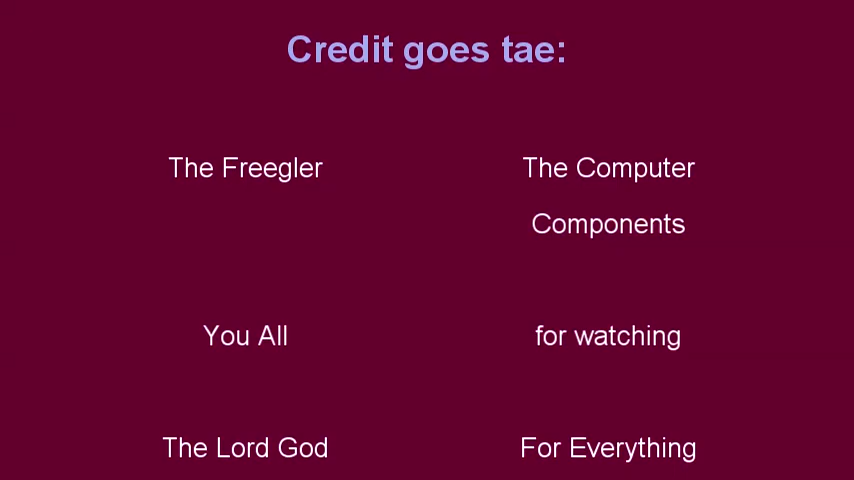 Credit goes tae:
The Freegler The Computer
Components
You All for watching
The Lord God For Everything